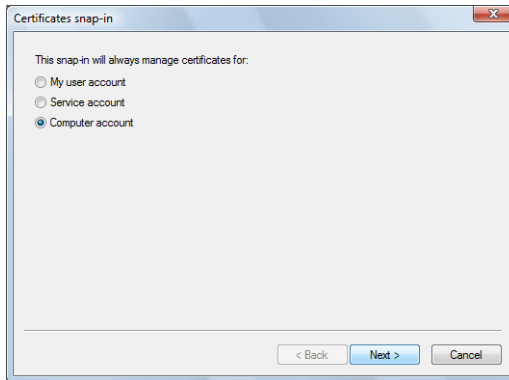 Certificates snap-in
This snap-in will always manage certificates for:
My user account
Service account
Computer account
< Back Next > Cancel